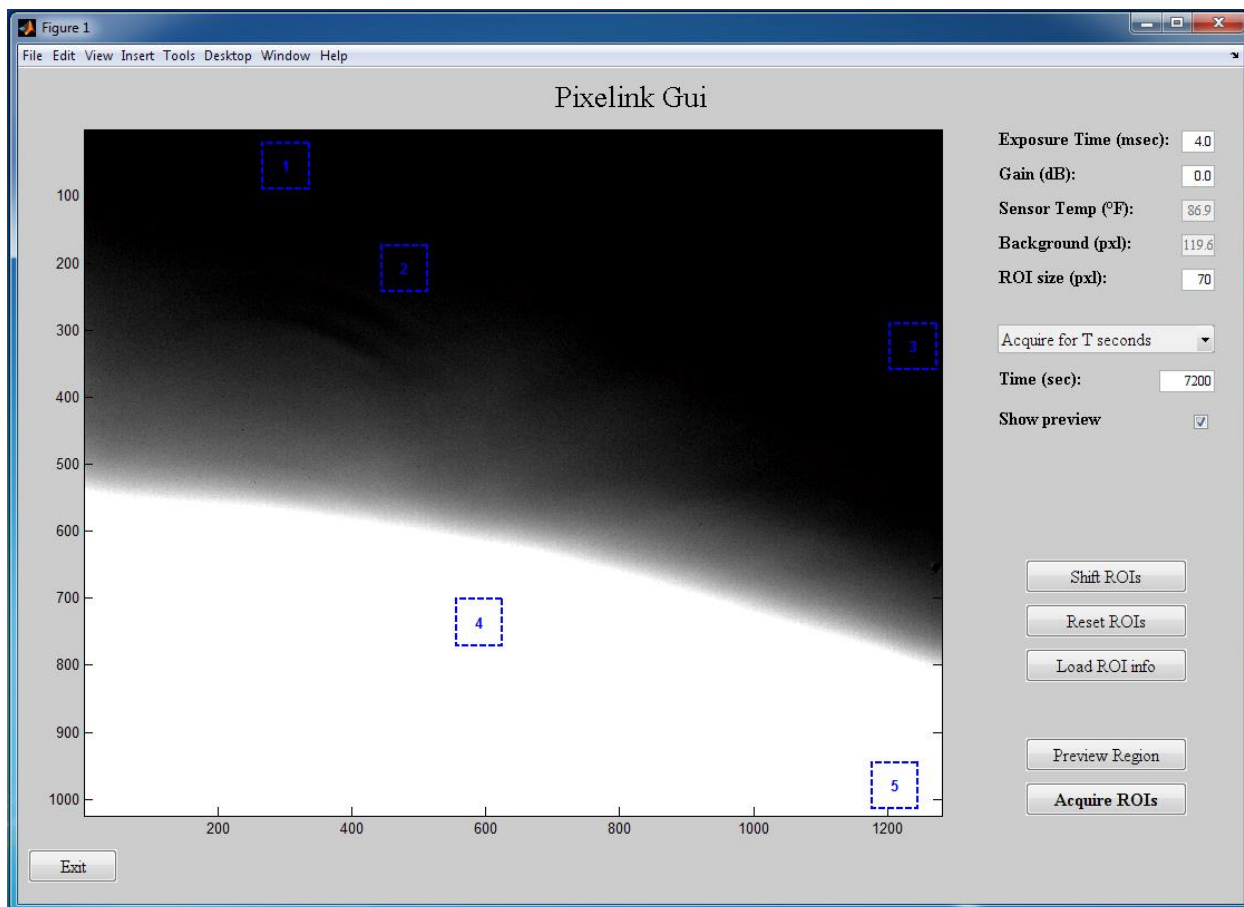 Figure 1
File Edit View Insert Tools Desktop Window Help
Pixelink Gui
100
200
300
400
500
600
700
800
900
1000
200 400 600 800 1000 1200
1
2
3
4
5
Exposure Time (msec): 4.0
Gain (dB): 0.0
Sensor Temp (°F): 86.9
Background (pxl): 119.6
ROI size (pxl): 70
Acquire for T seconds
Time (sec): 7200
Show preview
Shift ROIs
Reset ROIs
Load ROI info
Preview Region
Acquire ROIs
Exit